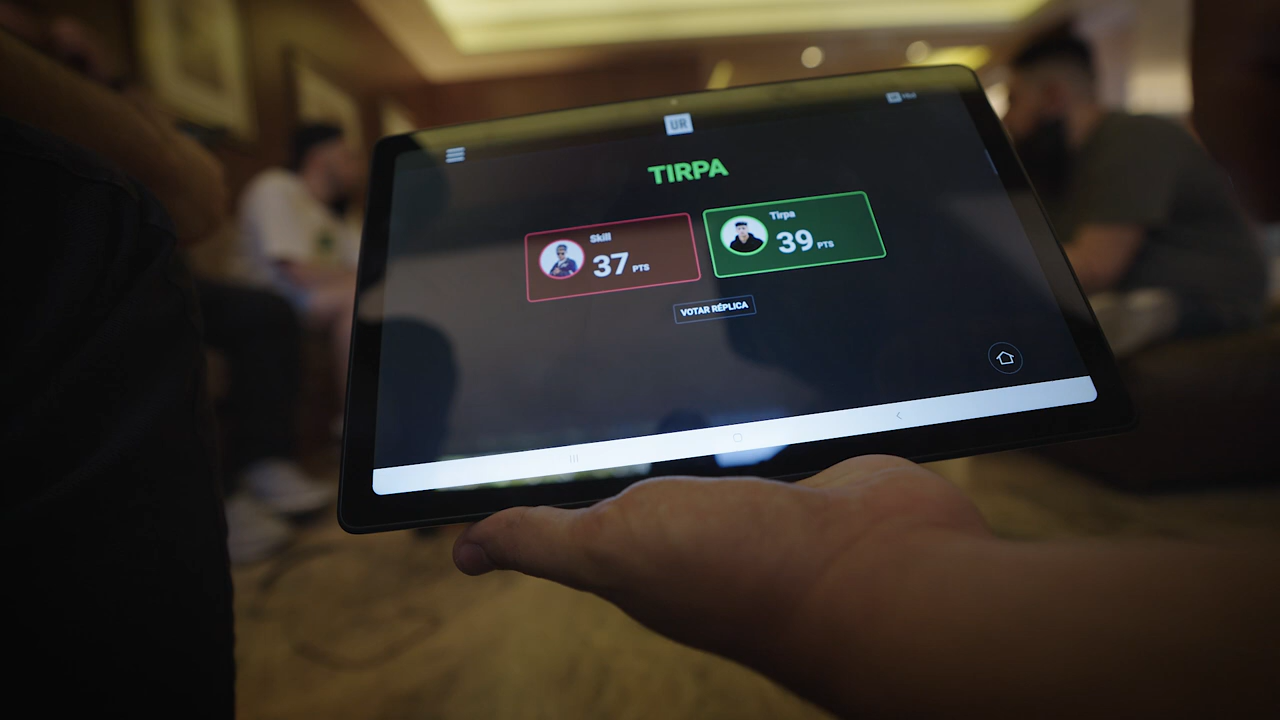 UR
TIRPA
Skill
37 PTS
Tirpa
39 PTS
VOTAR RÉPLICA